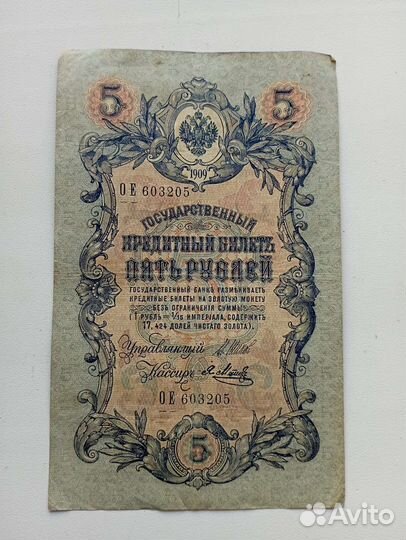 5 5
1909
ОЕ 603205
ГОСУДАРСТВЕННЫЙ
КРЕДИТНЫЙ БИЛЕТЪ
ПЯТЬ РУБЛЕЙ
ГОСУДАРСТВЕННЫЙ БАНКЪ РАЗМѢНИВАЕТЪ
КРЕДИТНЫЕ БИЛЕТЫ НА ЗОЛОТУЮ МОНЕТУ
БЕЗЪ ОГРАНИЧЕНІЯ СУММЫ
(1 РУБЛЬ = 1/15 ИМПЕРІАЛА, СОДЕРЖИТЪ
17,424 ДОЛЕЙ ЧИСТАГО ЗОЛОТА).
Управляющій
Кассиръ
ОЕ 603205
5
Avito